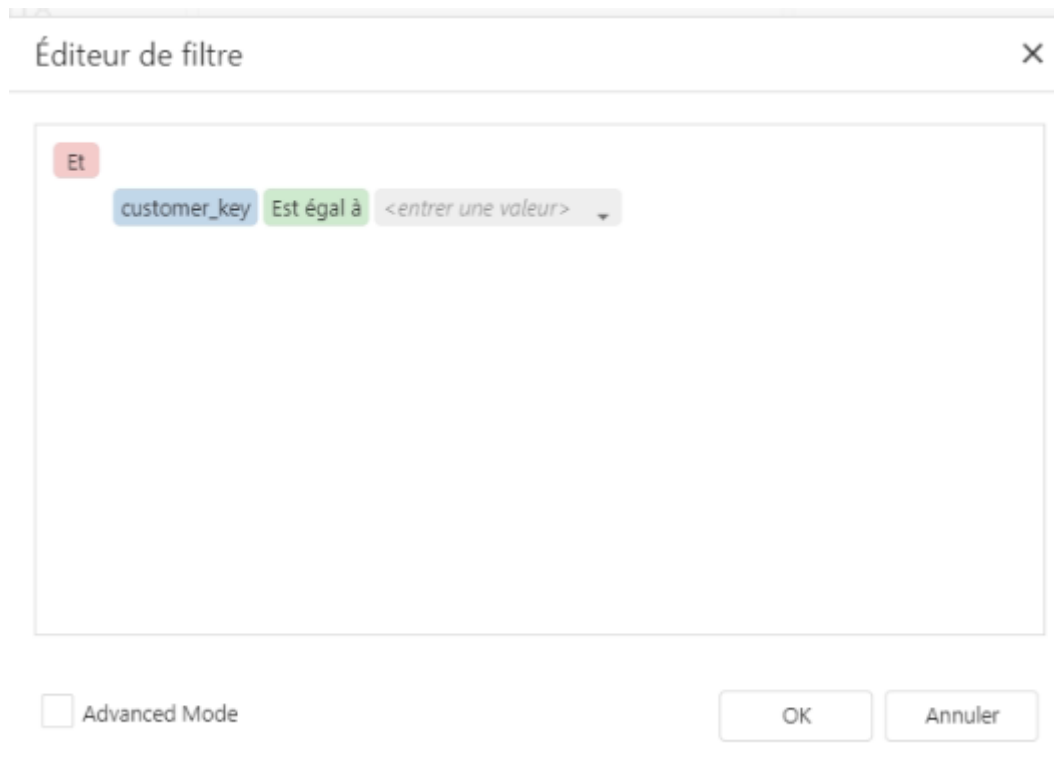 Éditeur de filtre
Et
customer_key Est égal à <entrer une valeur>
Advanced Mode OK Annuler